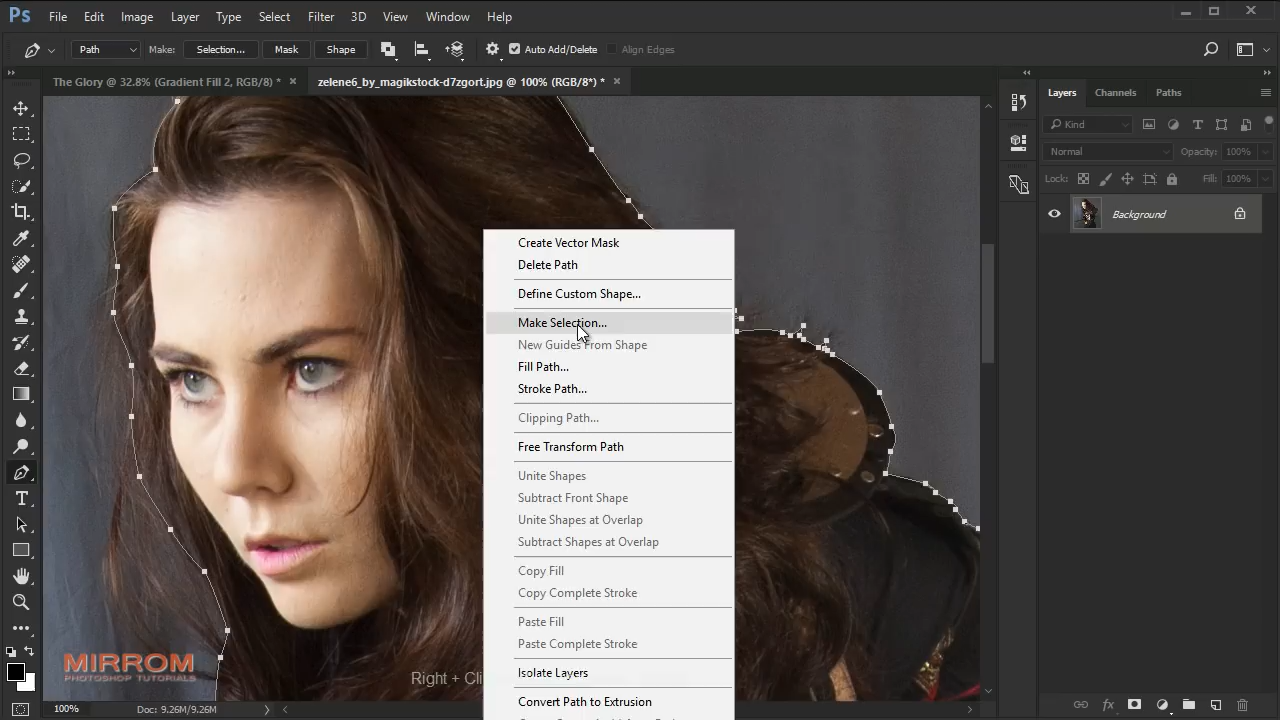 Ps File Edit Image Layer Type Select Filter 3D View Window Help
Path Make: Selection... Mask Shape Auto Add/Delete Align Edges
The Glory @ 32.8% (Gradient Fill 2, RGB/8) * zelene6_by_magikstock-d7zgort.jpg @ 100% (RGB/8*) *
Layers Channels Paths
Kind
Normal Opacity: 100%
Lock: Fill: 100%
Background
Create Vector Mask
Delete Path
Define Custom Shape...
Make Selection...
New Guides From Shape
Fill Path...
Stroke Path...
Clipping Path...
Free Transform Path
Unite Shapes
Subtract Front Shape
Unite Shapes at Overlap
Subtract Shapes at Overlap
Copy Fill
Copy Complete Stroke
Paste Fill
Paste Complete Stroke
Isolate Layers
Convert Path to Extrusion
MIRROM
PHOTOSHOP TUTORIALS
Right + Cli
100% Doc: 9.26M/9.26M